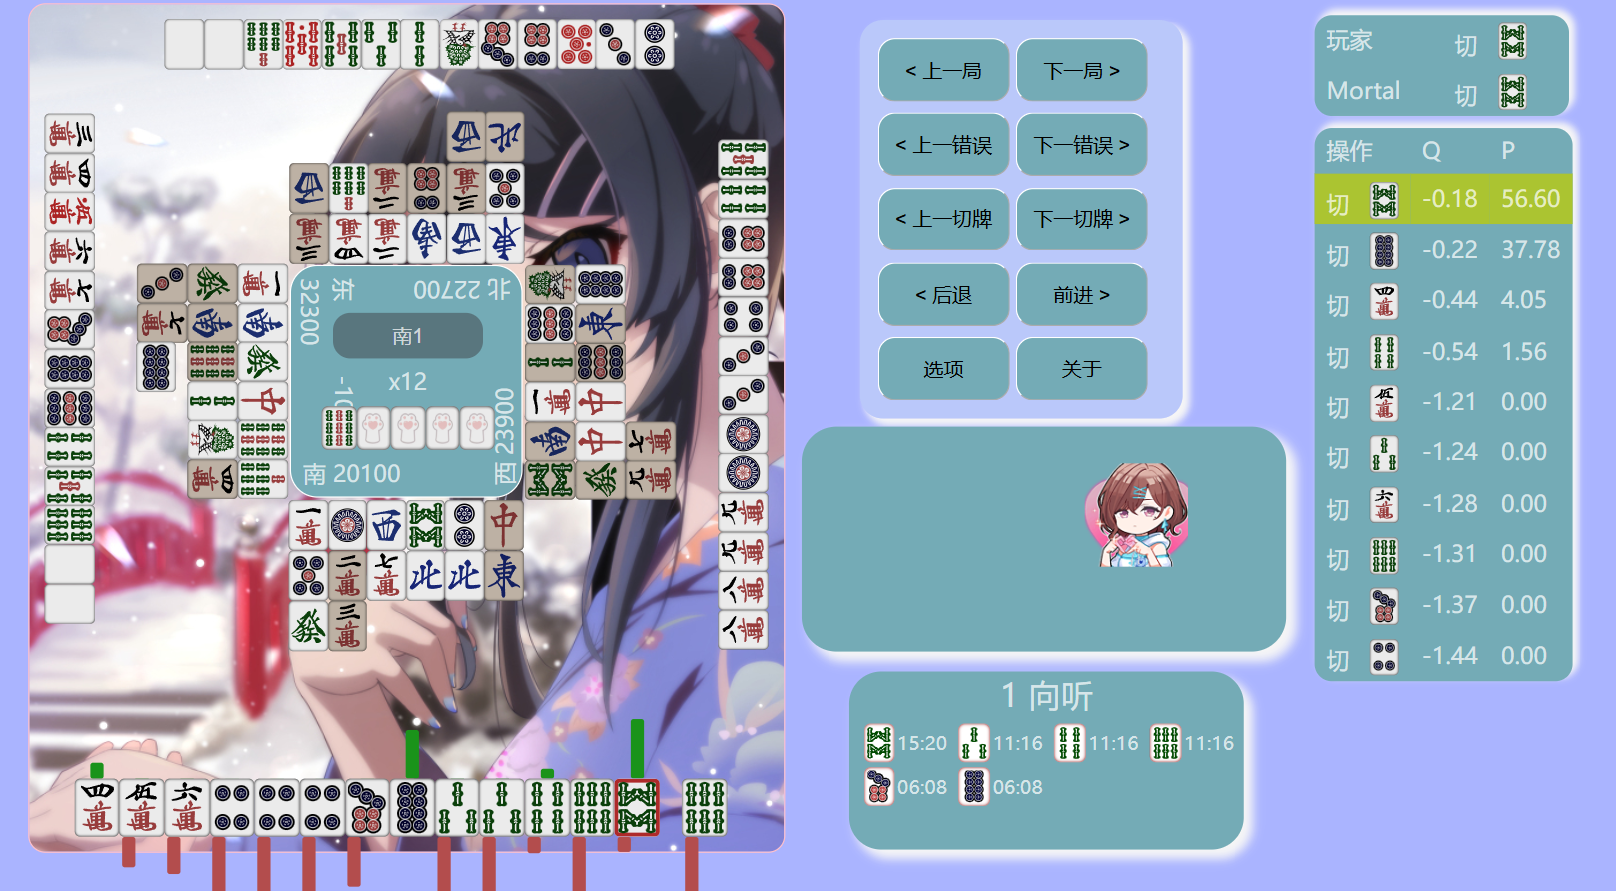 < 上一局
下一局 >
< 上一错误
下一错误 >
< 上一切牌
下一切牌 >
< 后退
前进 >
选项
关于
玩家 切
Mortal 切
操作 Q P
切 -0.18 56.60
切 -0.22 37.78
切 -0.44 4.05
切 -0.54 1.56
切 -1.21 0.00
切 -1.24 0.00
切 -1.28 0.00
切 -1.31 0.00
切 -1.37 0.00
切 -1.44 0.00
东 32300
北 22700
南1
x12
西 23900
南 20100
1 向听
15:20 11:16 11:16 11:16
06:08 06:08